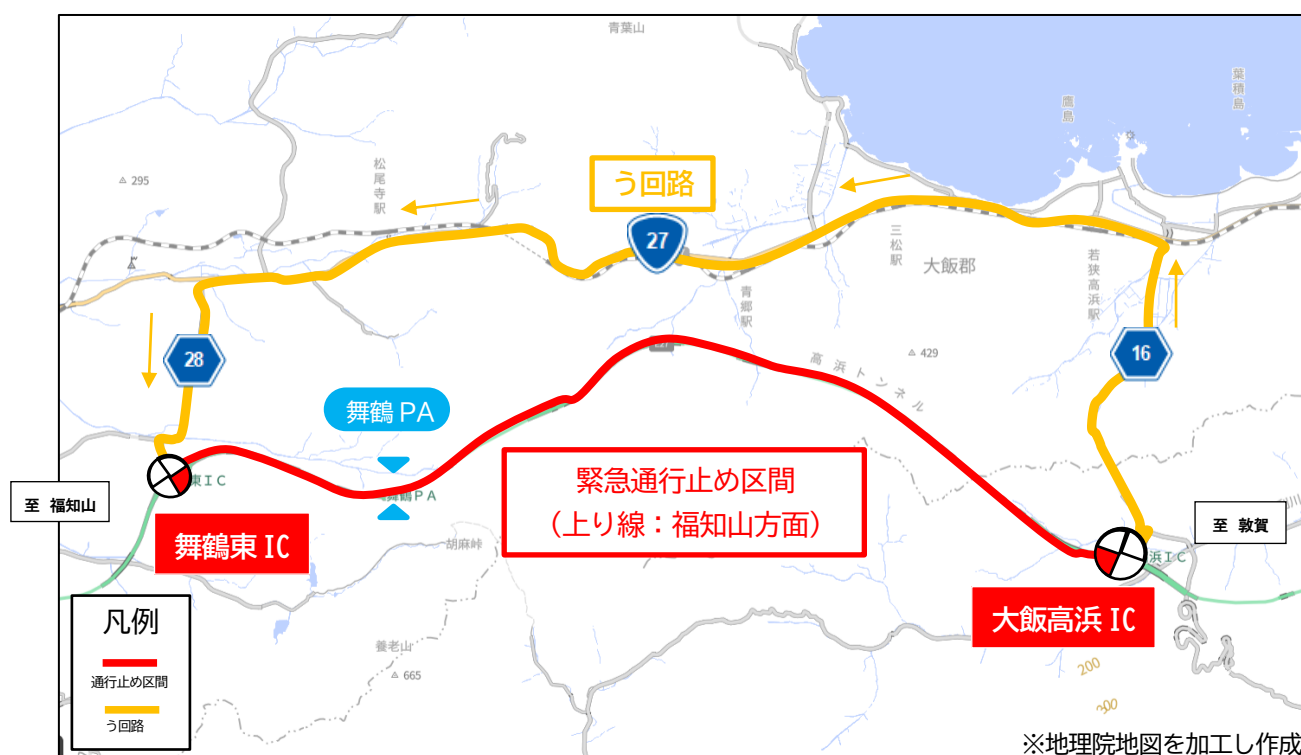 青葉山
葉積島
鷹島
松尾寺駅
295
う回路
27
三松駅
大飯郡
若狭高浜駅
青郷駅
28
16
429
高浜トンネル
舞鶴 PA
東IC
舞鶴PA
緊急通行止め区間
(上り線:福知山方面)
至 福知山
至 敦賀
舞鶴東 IC
胡麻峠
浜IC
大飯高浜 IC
凡例
通行止め区間
う回路
養老山
665
200
300
※地理院地図を加工し作成